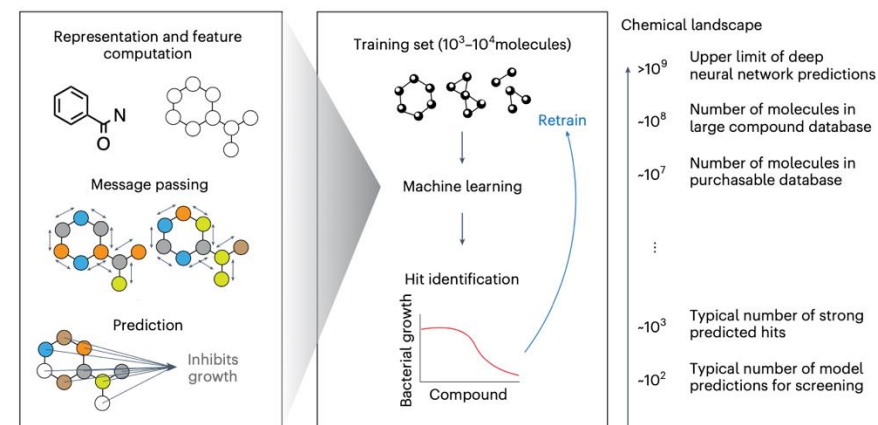 Representation and feature
computation
N
O
Message passing
Prediction
Inhibits
growth
Training set (10³–10⁴molecules)
Retrain
Machine learning
Hit identification
Bacterial growth
Compound
Chemical landscape
>10⁹
Upper limit of deep
neural network predictions
~10⁸
Number of molecules in
large compound database
~10⁷
Number of molecules in
purchasable database
⋮
~10³
Typical number of strong
predicted hits
~10²
Typical number of model
predictions for screening